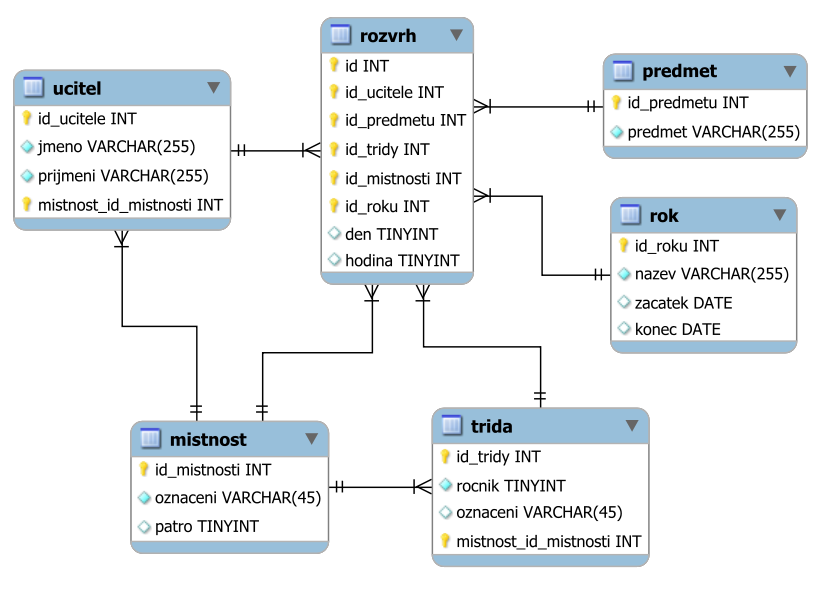 rozvrh
id INT
id_ucitele INT
id_predmetu INT
id_tridy INT
id_mistnosti INT
id_roku INT
den TINYINT
hodina TINYINT
ucitel
id_ucitele INT
jmeno VARCHAR(255)
prijmeni VARCHAR(255)
mistnost_id_mistnosti INT
predmet
id_predmetu INT
predmet VARCHAR(255)
rok
id_roku INT
nazev VARCHAR(255)
zacatek DATE
konec DATE
mistnost
id_mistnosti INT
oznaceni VARCHAR(45)
patro TINYINT
trida
id_tridy INT
rocnik TINYINT
oznaceni VARCHAR(45)
mistnost_id_mistnosti INT